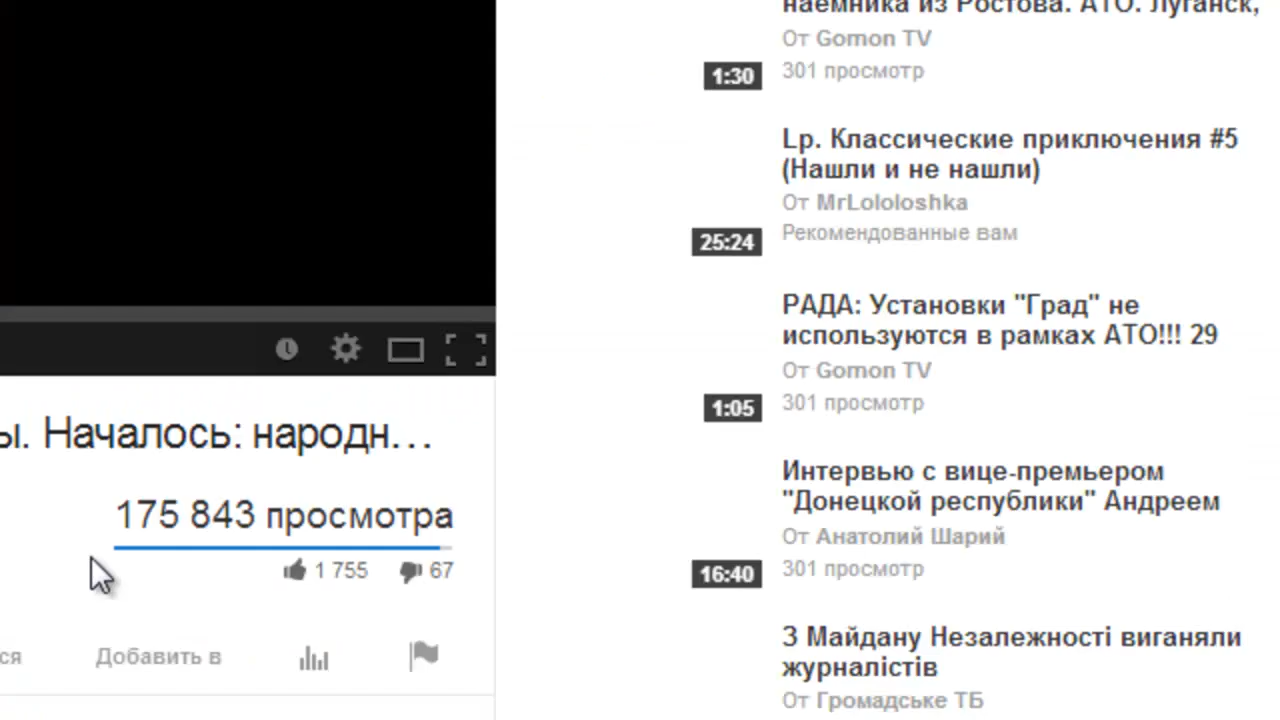 ы. Началось: народн...
175 843 просмотра
1 755 67
ся Добавить в
наемника из Ростова. АТО. Луганск,
От Gomon TV
301 просмотр
1:30
Lp. Классические приключения #5
(Нашли и не нашли)
От MrLololoshka
Рекомендованные вам
25:24
РАДА: Установки "Град" не
используются в рамках АТО!!! 29
От Gomon TV
301 просмотр
1:05
Интервью с вице-премьером
"Донецкой республики" Андреем
От Анатолий Шарий
301 просмотр
16:40
З Майдану Незалежності виганяли
журналістів
От Громадське ТБ